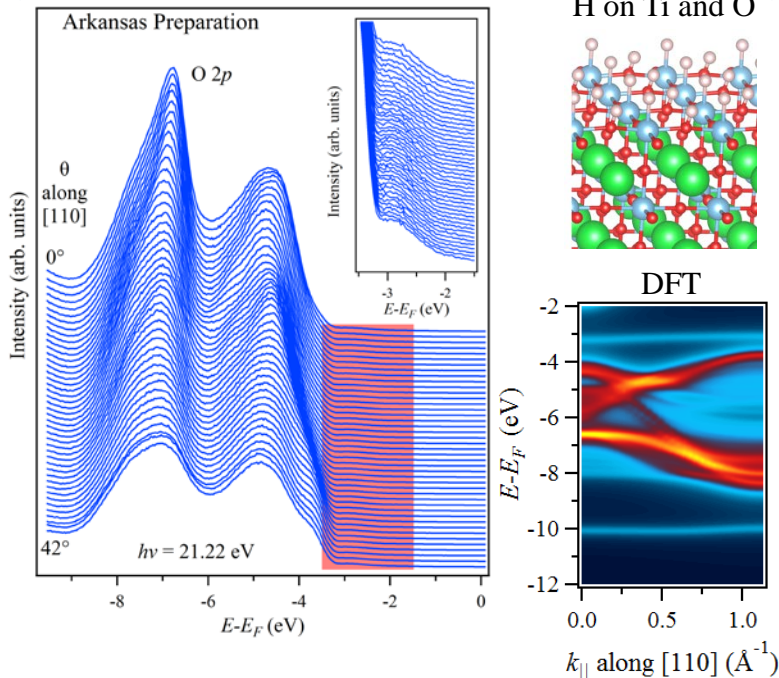 Arkansas Preparation
O 2p
θ
along
[110]
0°
42°
hν = 21.22 eV
Intensity (arb. units)
-8
-6
-4
-2
0
E-E_F (eV)
Intensity (arb. units)
-3
-2
E-E_F (eV)
H on Ti and O
DFT
E-E_F (eV)
-2
-4
-6
-8
-10
-12
0.0
0.5
1.0
k_|| along [110] (Å⁻¹)